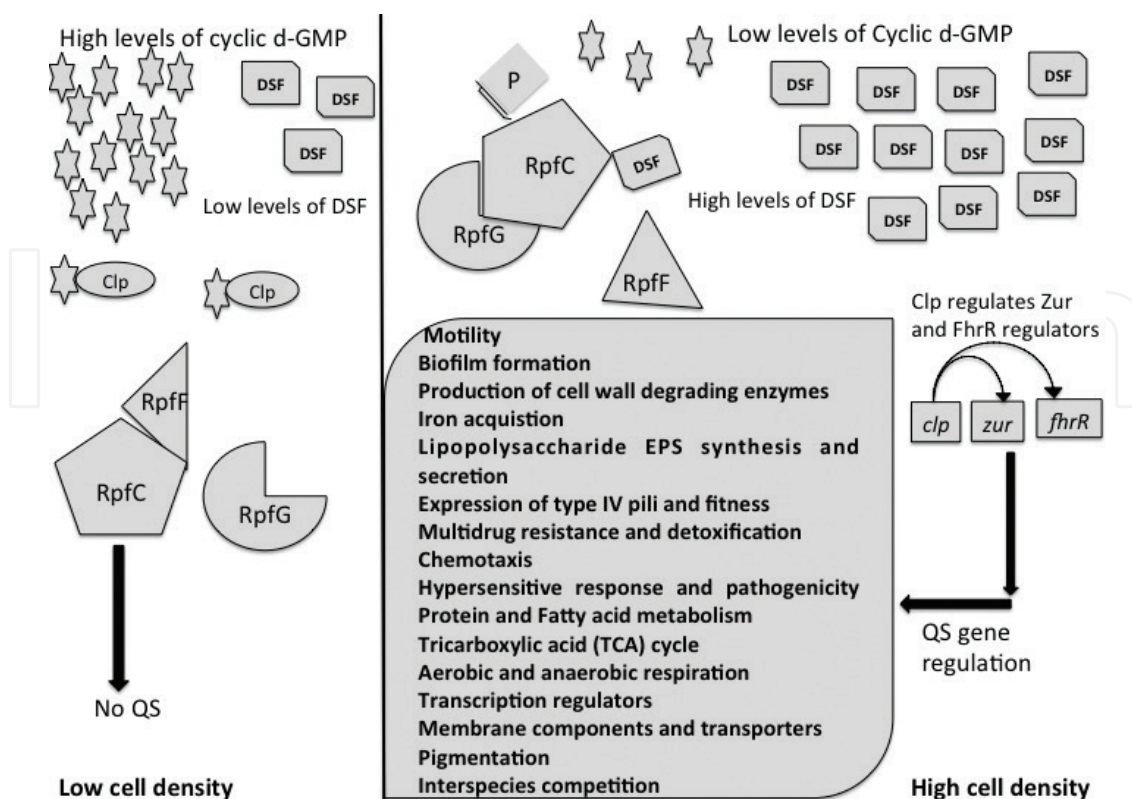 High levels of cyclic d-GMP
DSF
DSF
DSF
Low levels of DSF
Clp
Clp
RpfF
RpfC
RpfG
No QS
Low cell density
Low levels of Cyclic d-GMP
P
RpfC
DSF
RpfG
RpfF
DSF
DSF
DSF
DSF
DSF
DSF
DSF
DSF
DSF
DSF
DSF
High levels of DSF
Motility
Biofilm formation
Production of cell wall degrading enzymes
Iron acquistion
Lipopolysaccharide EPS synthesis and
secretion
Expression of type IV pili and fitness
Multidrug resistance and detoxification
Chemotaxis
Hypersensitive response and pathogenicity
Protein and Fatty acid metabolism
Tricarboxylic acid (TCA) cycle
Aerobic and anaerobic respiration
Transcription regulators
Membrane components and transporters
Pigmentation
Interspecies competition
Clp regulates Zur
and FhrR regulators
clp zur fhrR
QS gene
regulation
High cell density